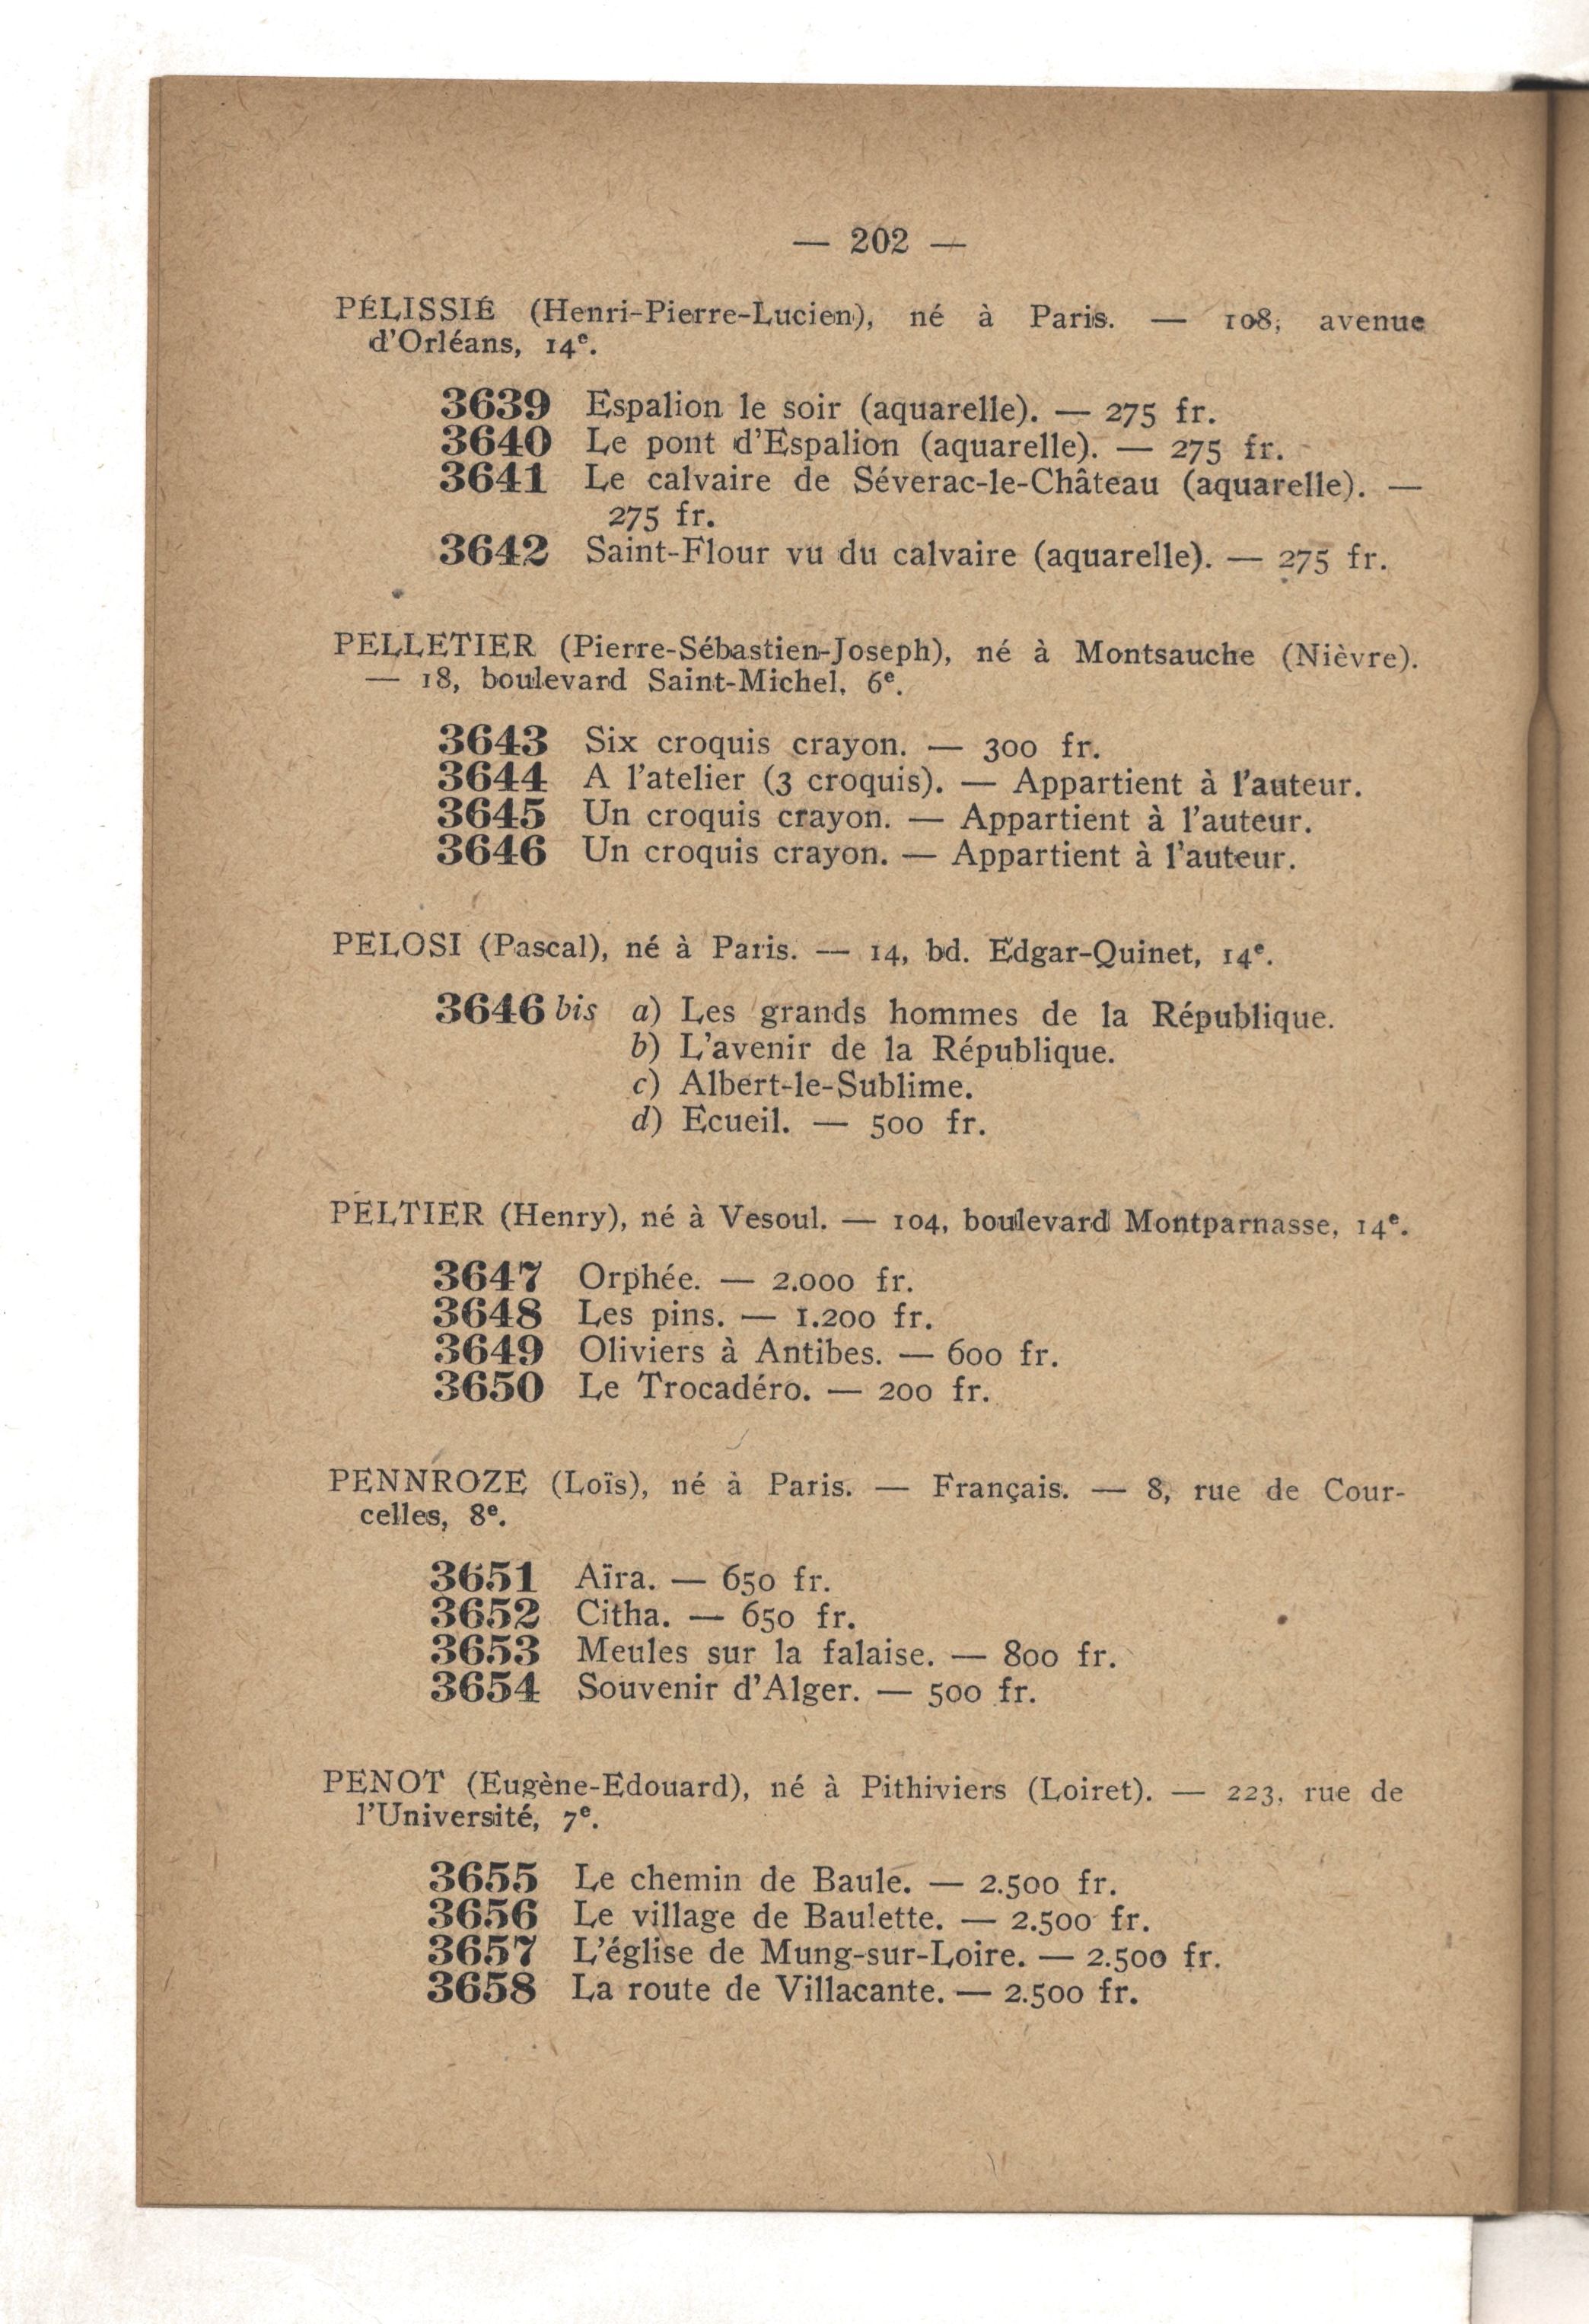 — 202 —
PÉLISSIÉ (Henri-Pierre-Lucien), né à Paris. — 108, avenue
d'Orléans, 14e.
3639 Espalion le soir (aquarelle). — 275 fr.
3640 Le pont d'Espalion (aquarelle). — 275 fr.
3641 Le calvaire de Séverac-le-Château (aquarelle). —
275 fr.
3642 Saint-Flour vu du calvaire (aquarelle). — 275 fr.
PELLETIER (Pierre-Sébastien-Joseph), né à Montsauche (Nièvre).
— 18, boulevard Saint-Michel, 6e.
3643 Six croquis crayon. — 300 fr.
3644 A l'atelier (3 croquis). — Appartient à l'auteur.
3645 Un croquis crayon. — Appartient à l'auteur.
3646 Un croquis crayon. — Appartient à l'auteur.
PELOSI (Pascal), né à Paris. — 14, bd. Edgar-Quinet, 14e.
3646 bis a) Les grands hommes de la République.
b) L'avenir de la République.
c) Albert-le-Sublime.
d) Ecueil. — 500 fr.
PELTIER (Henry), né à Vesoul. — 104, boulevard Montparnasse, 14e.
3647 Orphée. — 2.000 fr.
3648 Les pins. — 1.200 fr.
3649 Oliviers à Antibes. — 600 fr.
3650 Le Trocadéro. — 200 fr.
PENNROZE (Loïs), né à Paris. — Français. — 8, rue de Cour-
celles, 8e.
3651 Aïra. — 650 fr.
3652 Citha. — 650 fr.
3653 Meules sur la falaise. — 800 fr.
3654 Souvenir d'Alger. — 500 fr.
PENOT (Eugène-Edouard), né à Pithiviers (Loiret). — 223, rue de
l'Université, 7e.
3655 Le chemin de Baule. — 2.500 fr.
3656 Le village de Baulette. — 2.500 fr.
3657 L'église de Mung-sur-Loire. — 2.500 fr.
3658 La route de Villacante. — 2.500 fr.